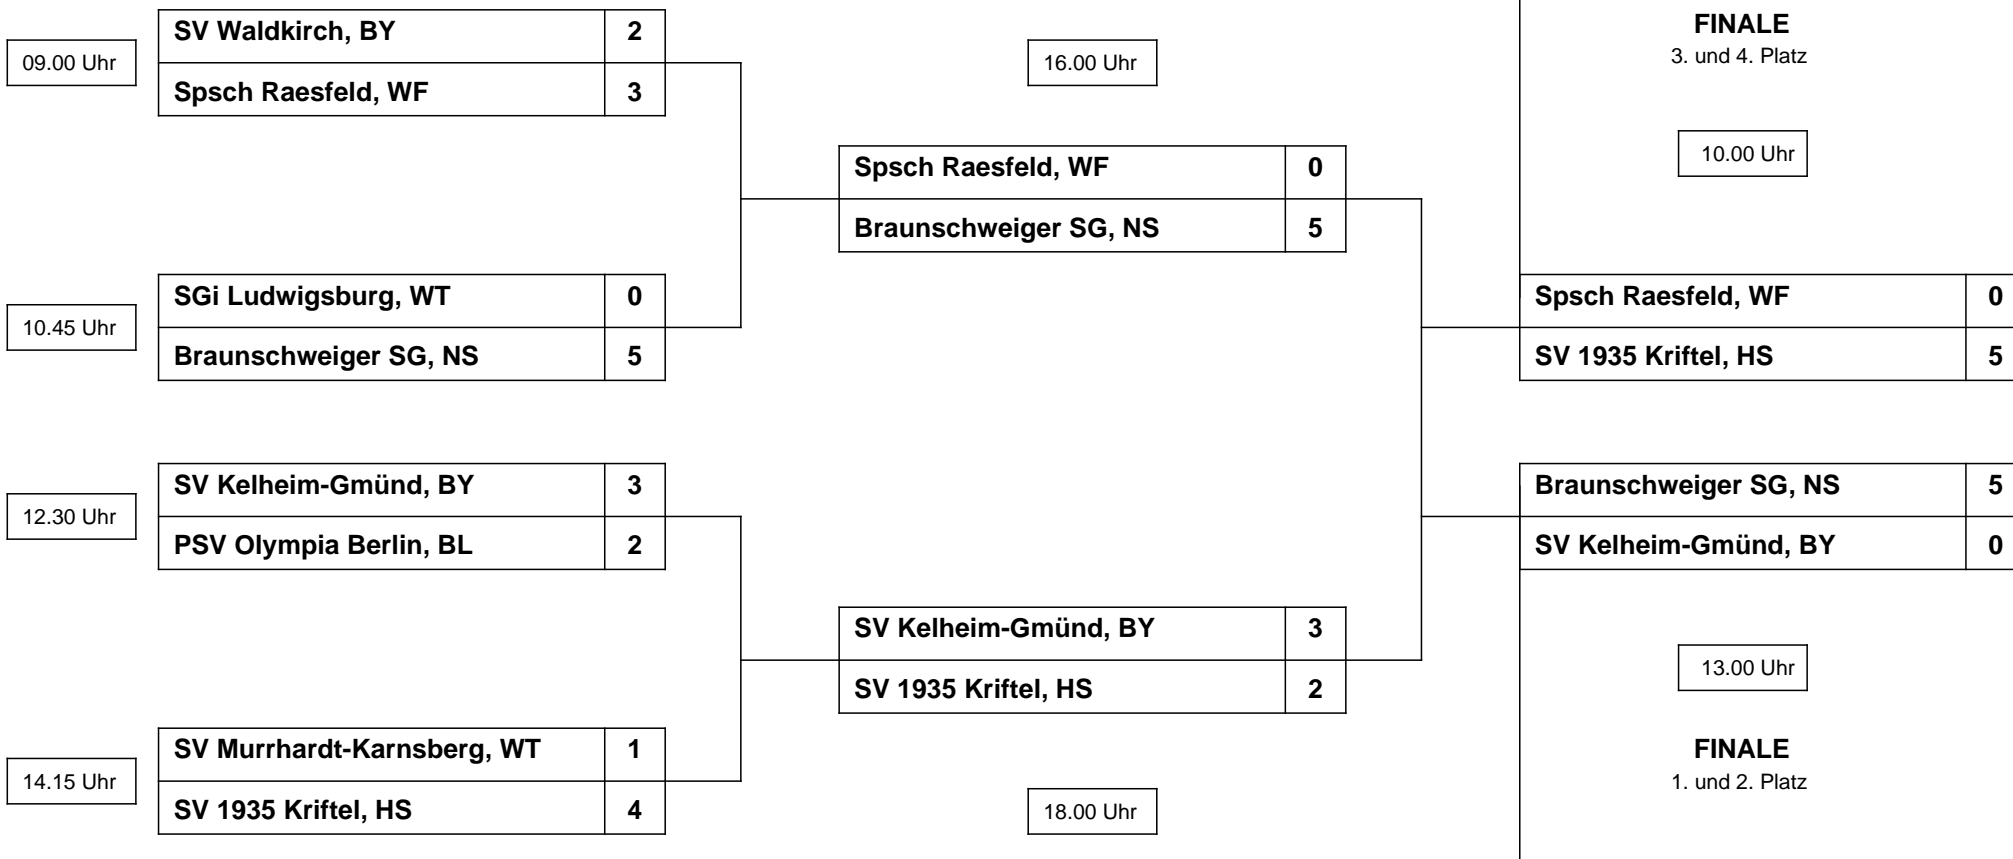 09.00 Uhr
SV Waldkirch, BY 2
Spsch Raesfeld, WF 3
10.45 Uhr
SGi Ludwigsburg, WT 0
Braunschweiger SG, NS 5
12.30 Uhr
SV Kelheim-Gmünd, BY 3
PSV Olympia Berlin, BL 2
14.15 Uhr
SV Murrhardt-Karnsberg, WT 1
SV 1935 Kriftel, HS 4
16.00 Uhr
Spsch Raesfeld, WF 0
Braunschweiger SG, NS 5
SV Kelheim-Gmünd, BY 3
SV 1935 Kriftel, HS 2
18.00 Uhr
FINALE
3. und 4. Platz
10.00 Uhr
Spsch Raesfeld, WF 0
SV 1935 Kriftel, HS 5
Braunschweiger SG, NS 5
SV Kelheim-Gmünd, BY 0
13.00 Uhr
FINALE
1. und 2. Platz